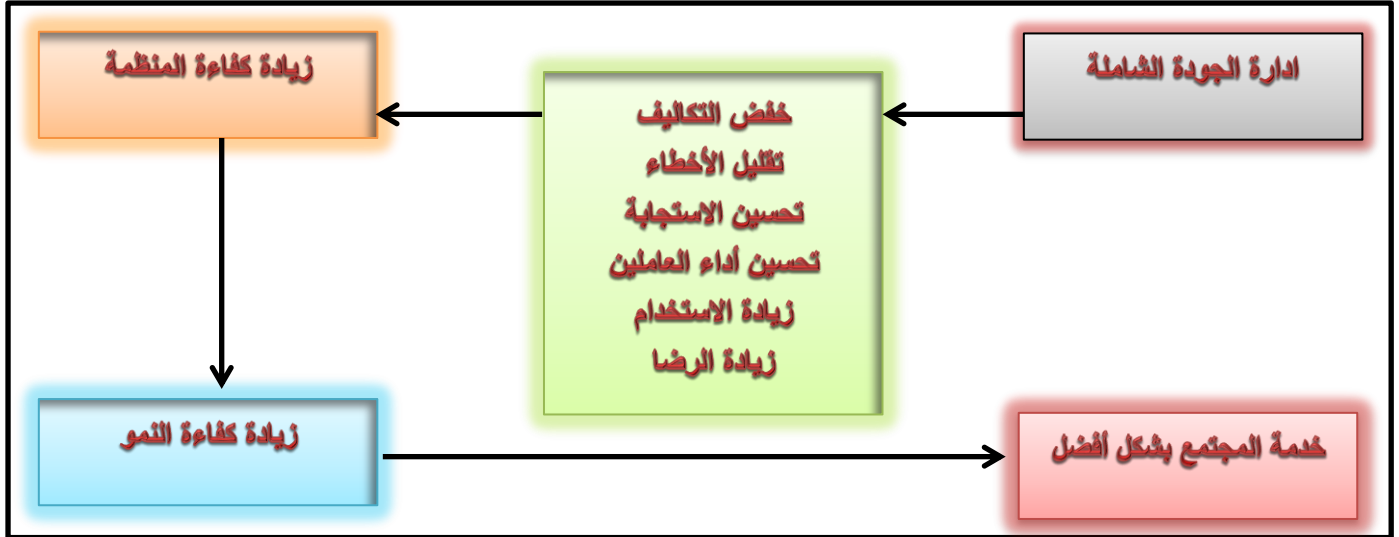 ادارة الجودة الشاملة
خفض التكاليف
تقليل الأخطاء
تحسين الاستجابة
تحسين أداء العاملين
زيادة الاستخدام
زيادة الرضا
زيادة كفاءة المنظمة
زيادة كفاءة النمو
خدمة المجتمع بشكل أفضل